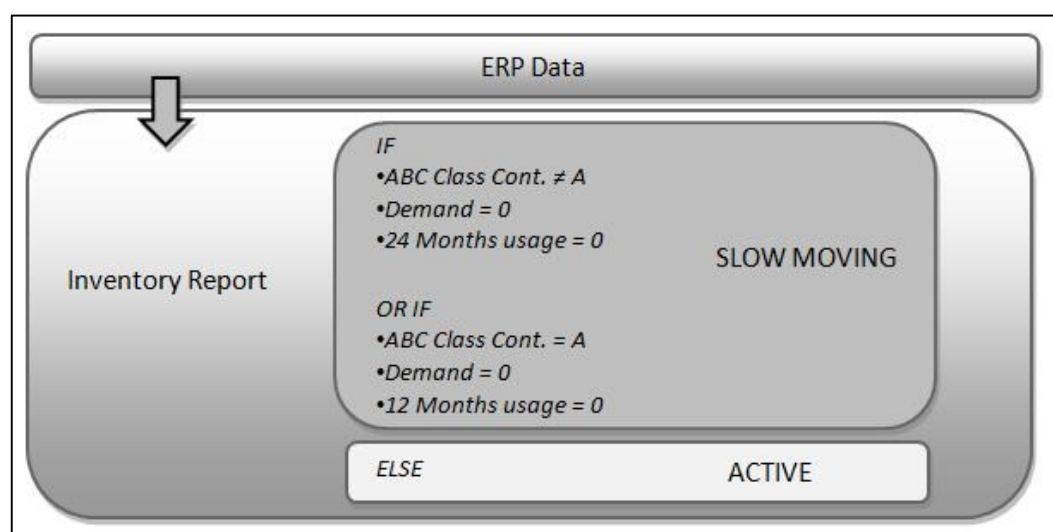 ERP Data
Inventory Report
IF
•ABC Class Cont. ≠ A
•Demand = 0
•24 Months usage = 0
SLOW MOVING
OR IF
•ABC Class Cont. = A
•Demand = 0
•12 Months usage = 0
ELSE
ACTIVE